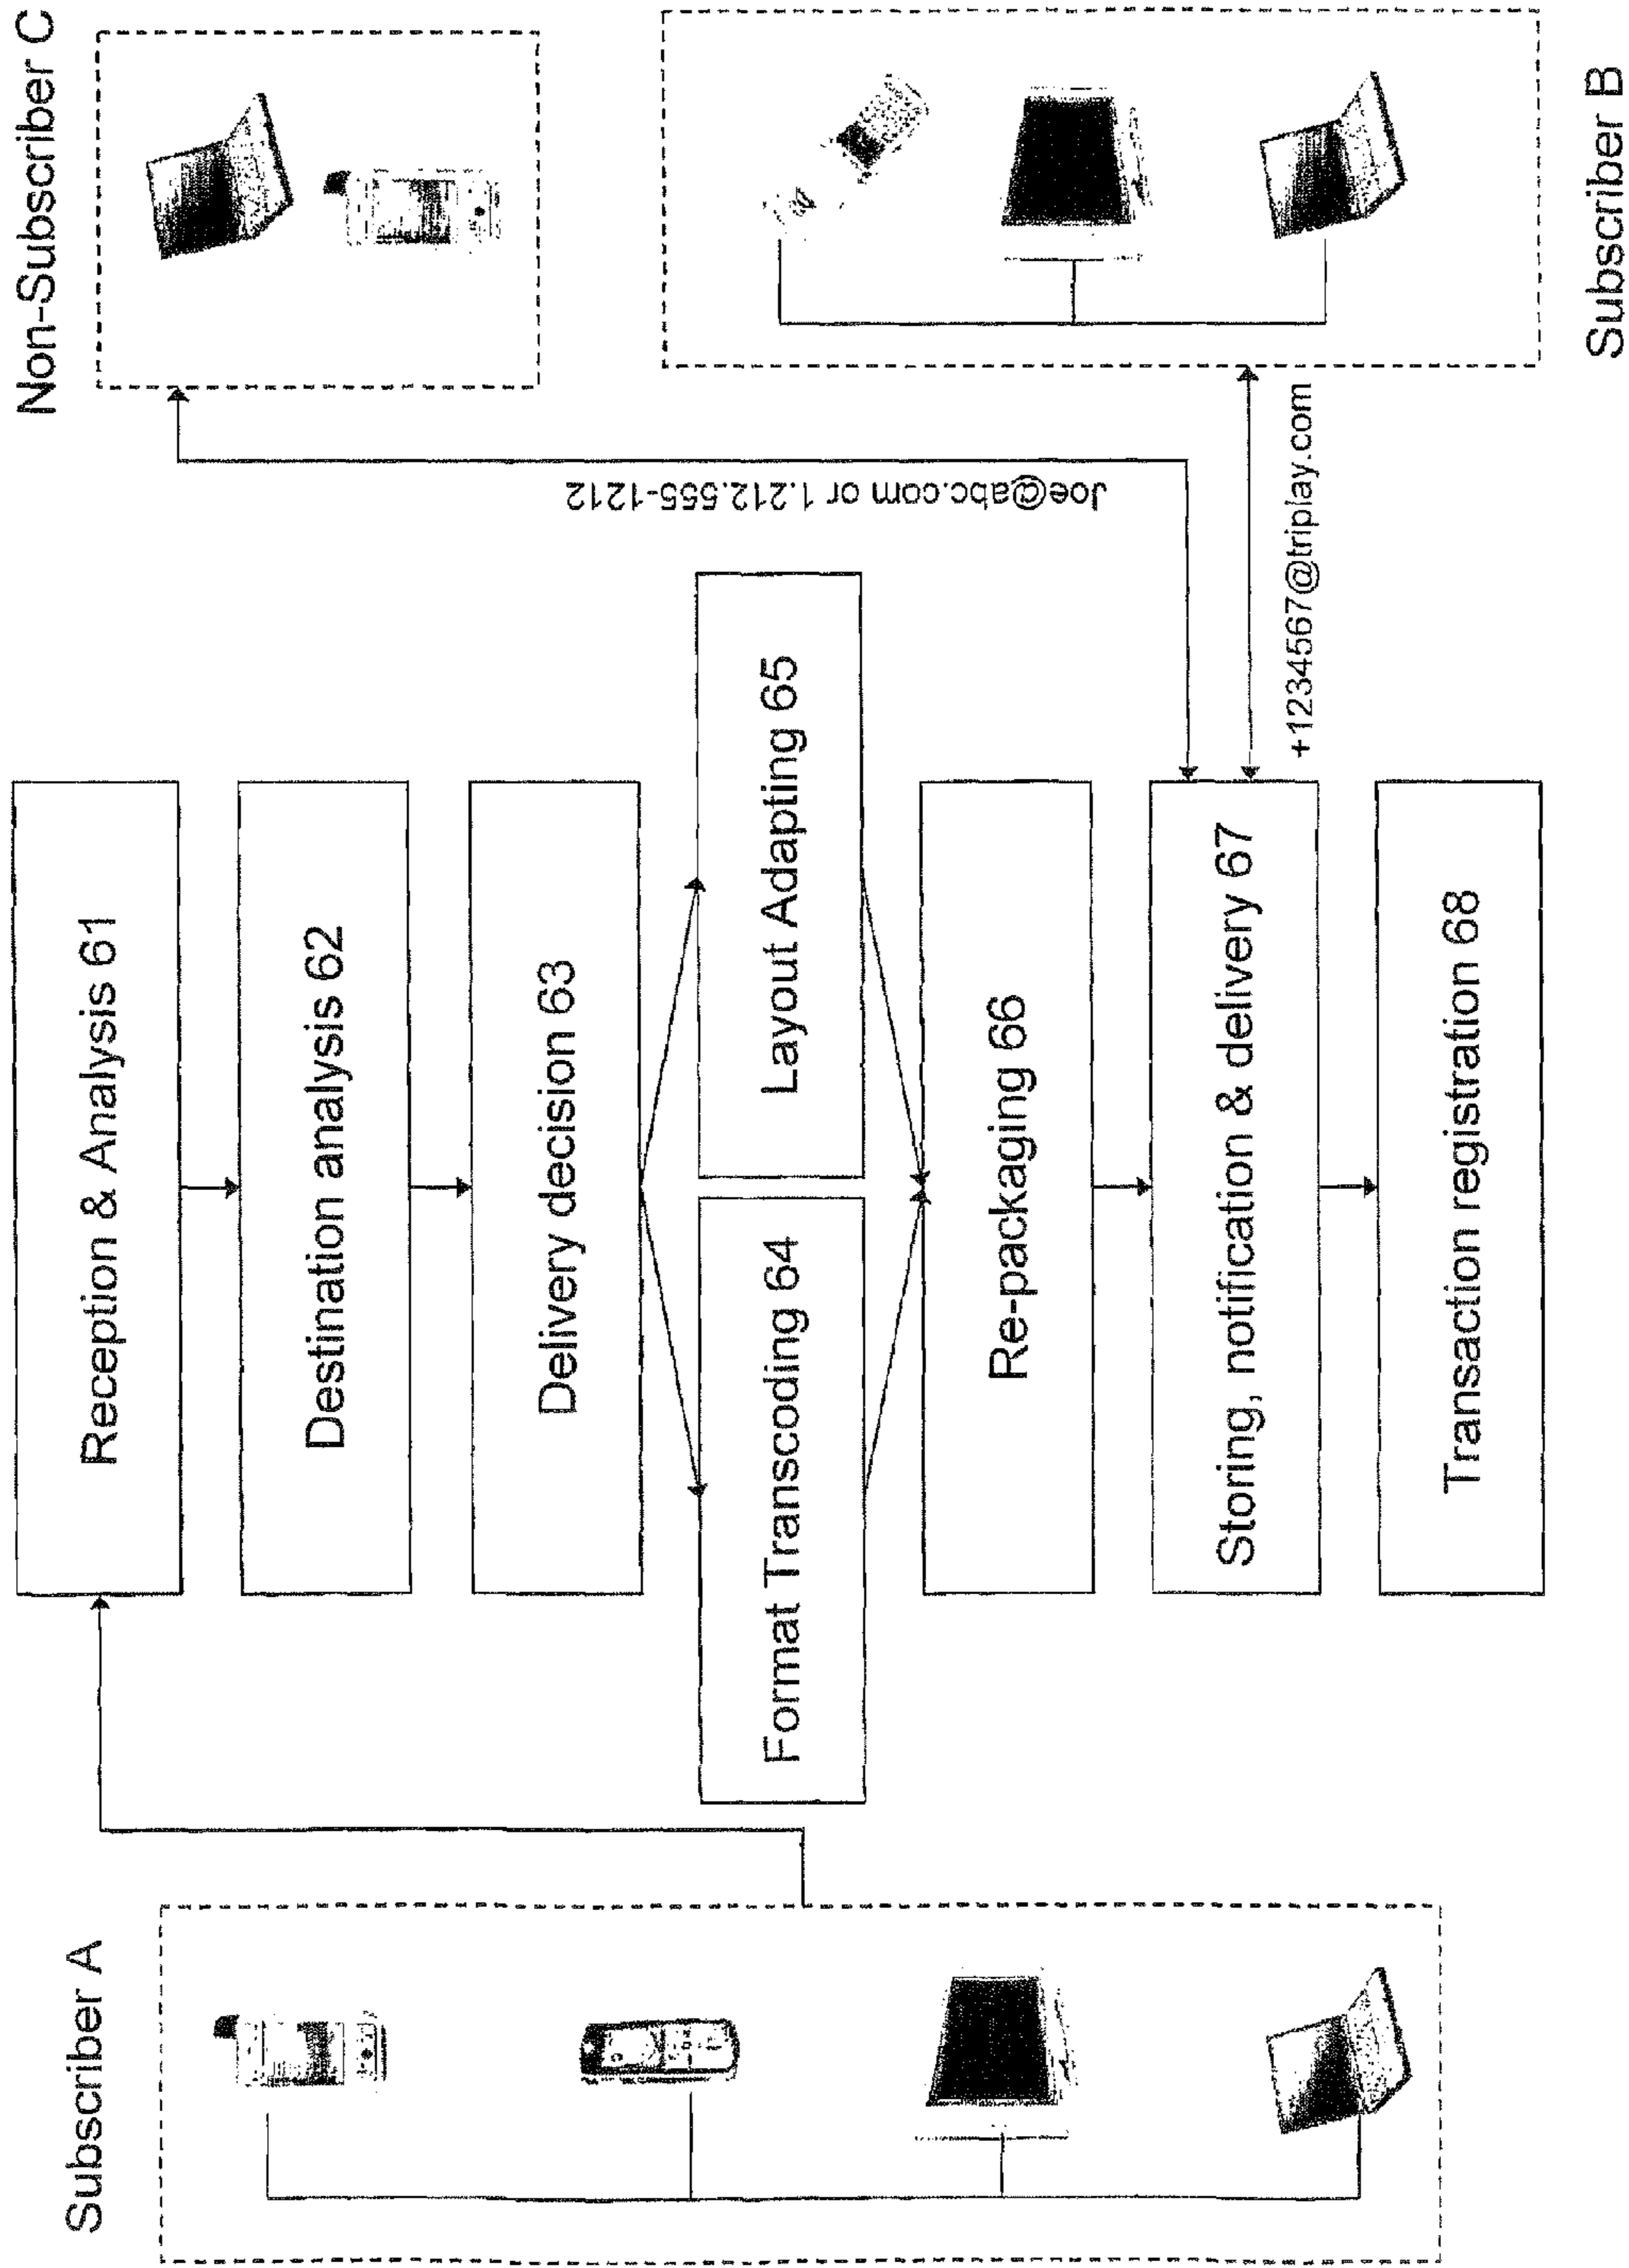 Subscriber A
Reception & Analysis 61
Destination analysis 62
Delivery decision 63
Format Transcoding 64
Layout Adapting 65
Re-packaging 66
Storing, notification & delivery 67
Transaction registration 68
Non-Subscriber C
Joe@abc.com or 1.212.555-1212
+1234567@triplay.com
Subscriber B